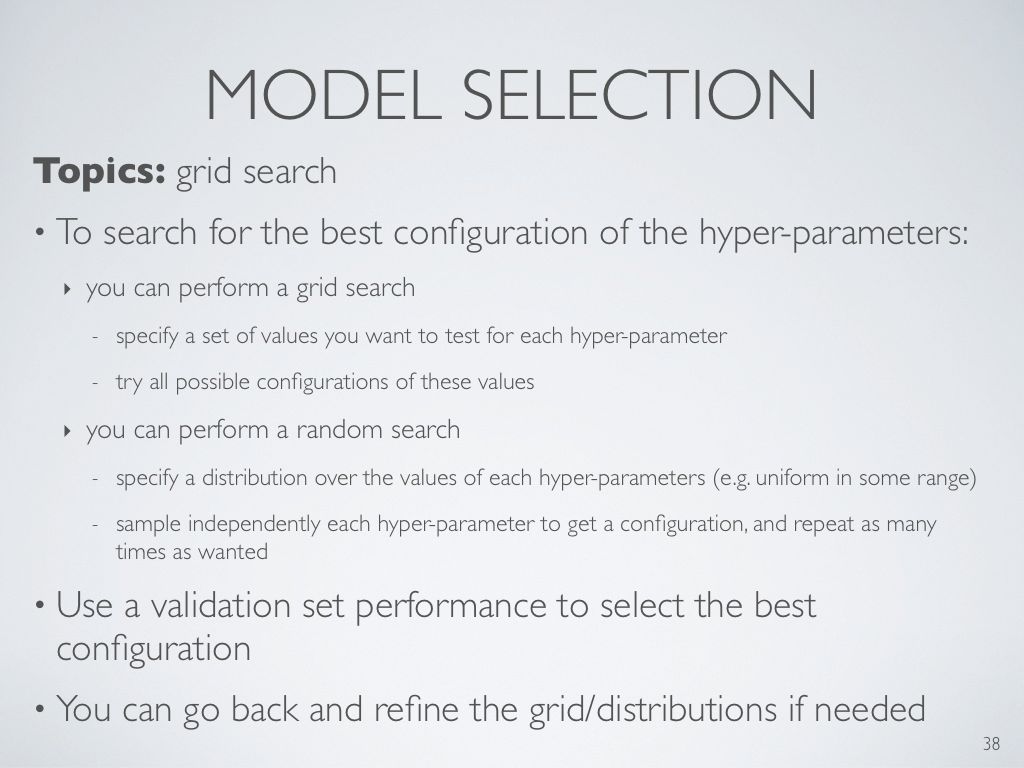 MODEL SELECTION
Topics: grid search
• To search for the best configuration of the hyper-parameters:
‣ you can perform a grid search
- specify a set of values you want to test for each hyper-parameter
- try all possible configurations of these values
‣ you can perform a random search
- specify a distribution over the values of each hyper-parameters (e.g. uniform in some range)
- sample independently each hyper-parameter to get a configuration, and repeat as many
times as wanted
• Use a validation set performance to select the best
configuration
• You can go back and refine the grid/distributions if needed
38